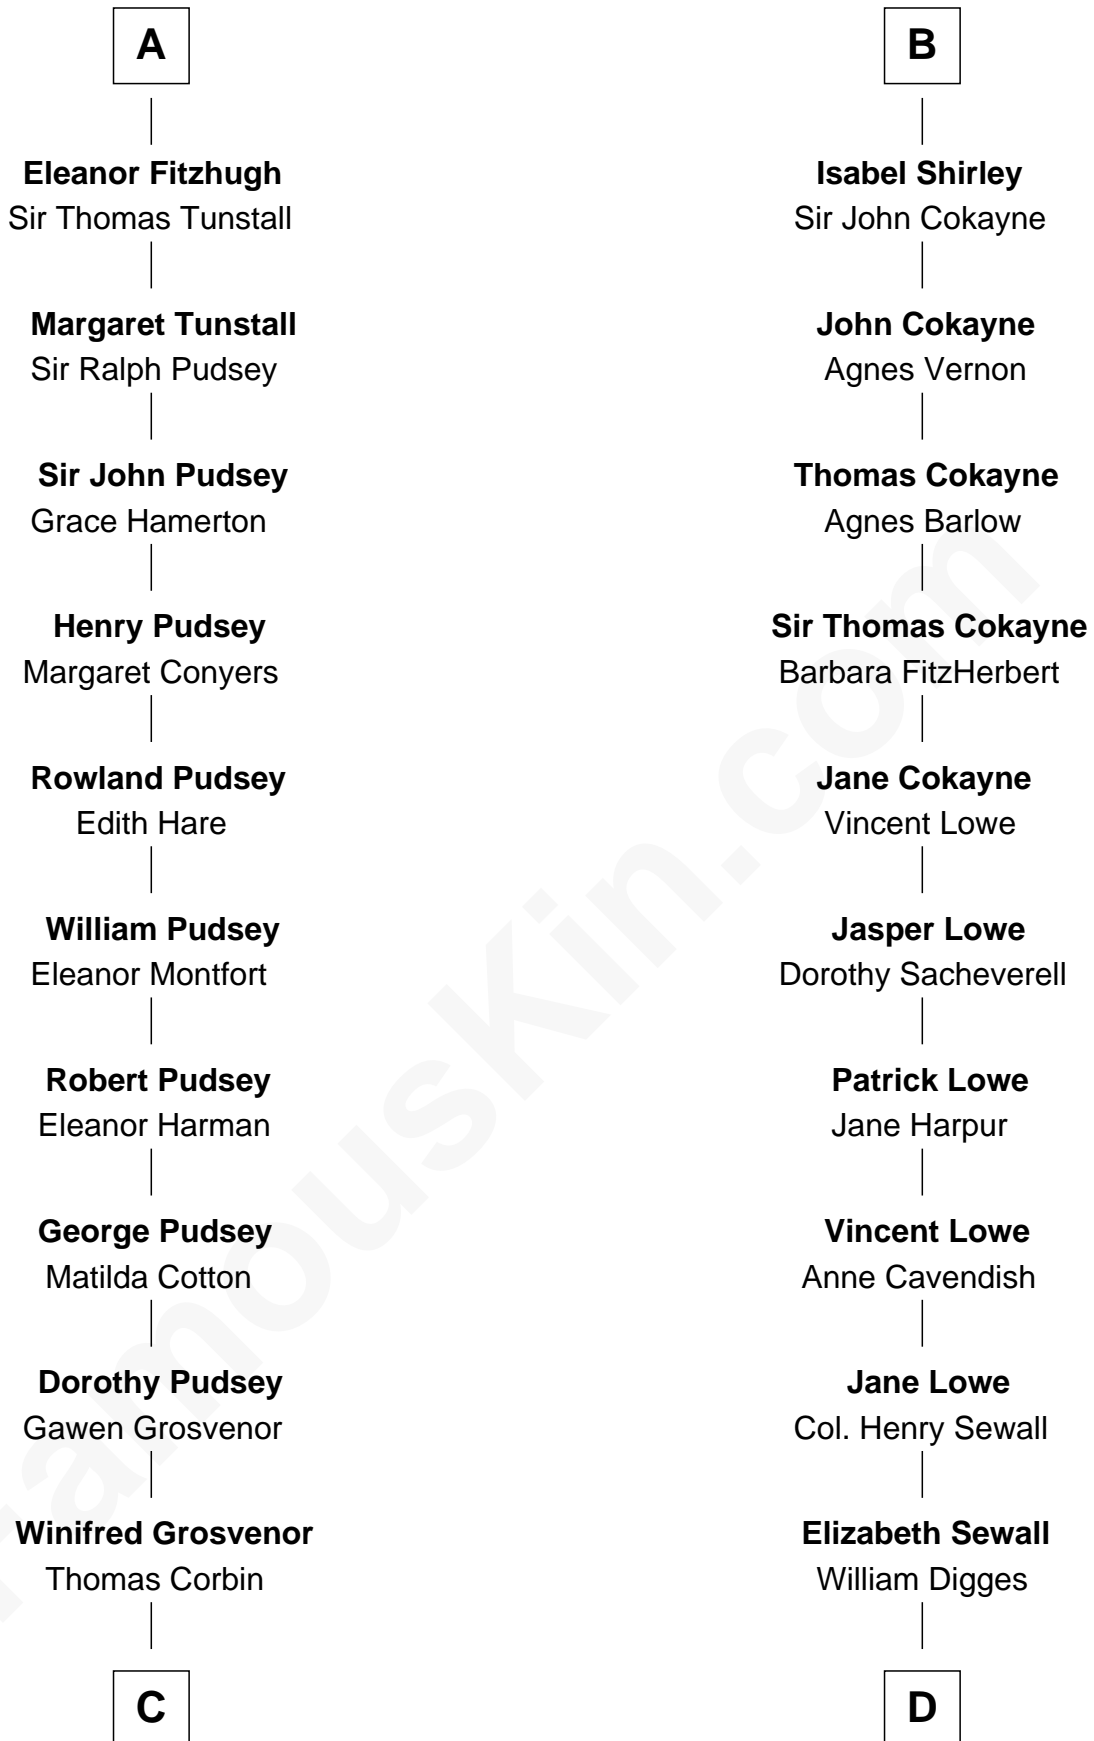 A
Eleanor Fitzhugh
Sir Thomas Tunstall
Margaret Tunstall
Sir Ralph Pudsey
Sir John Pudsey
Grace Hamerton
Henry Pudsey
Margaret Conyers
Rowland Pudsey
Edith Hare
William Pudsey
Eleanor Montfort
Robert Pudsey
Eleanor Harman
George Pudsey
Matilda Cotton
Dorothy Pudsey
Gawen Grosvenor
Winifred Grosvenor
Thomas Corbin
C
B
Isabel Shirley
Sir John Cokayne
John Cokayne
Agnes Vernon
Thomas Cokayne
Agnes Barlow
Sir Thomas Cokayne
Barbara FitzHerbert
Jane Cokayne
Vincent Lowe
Jasper Lowe
Dorothy Sacheverell
Patrick Lowe
Jane Harpur
Vincent Lowe
Anne Cavendish
Jane Lowe
Col. Henry Sewall
Elizabeth Sewall
William Digges
D
FamousKin.com